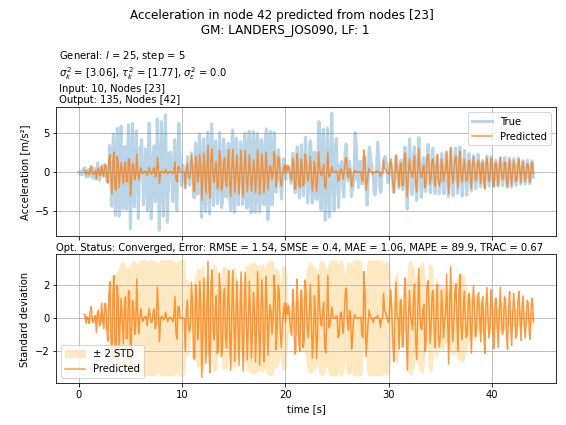 Acceleration in node 42 predicted from nodes [23]
GM: LANDERS_JOS090, LF: 1
General: l = 25, step = 5
σ²ₖ = [3.06], τ²ₖ = [1.77], σ²ε = 0.0
Input: 10, Nodes [23]
Output: 135, Nodes [42]
Acceleration [m/s²]
5
0
−5
True
Predicted
Opt. Status: Converged, Error: RMSE = 1.54, SMSE = 0.4, MAE = 1.06, MAPE = 89.9, TRAC = 0.67
Standard deviation
2
0
−2
± 2 STD
Predicted
0 10 20 30 40
time [s]